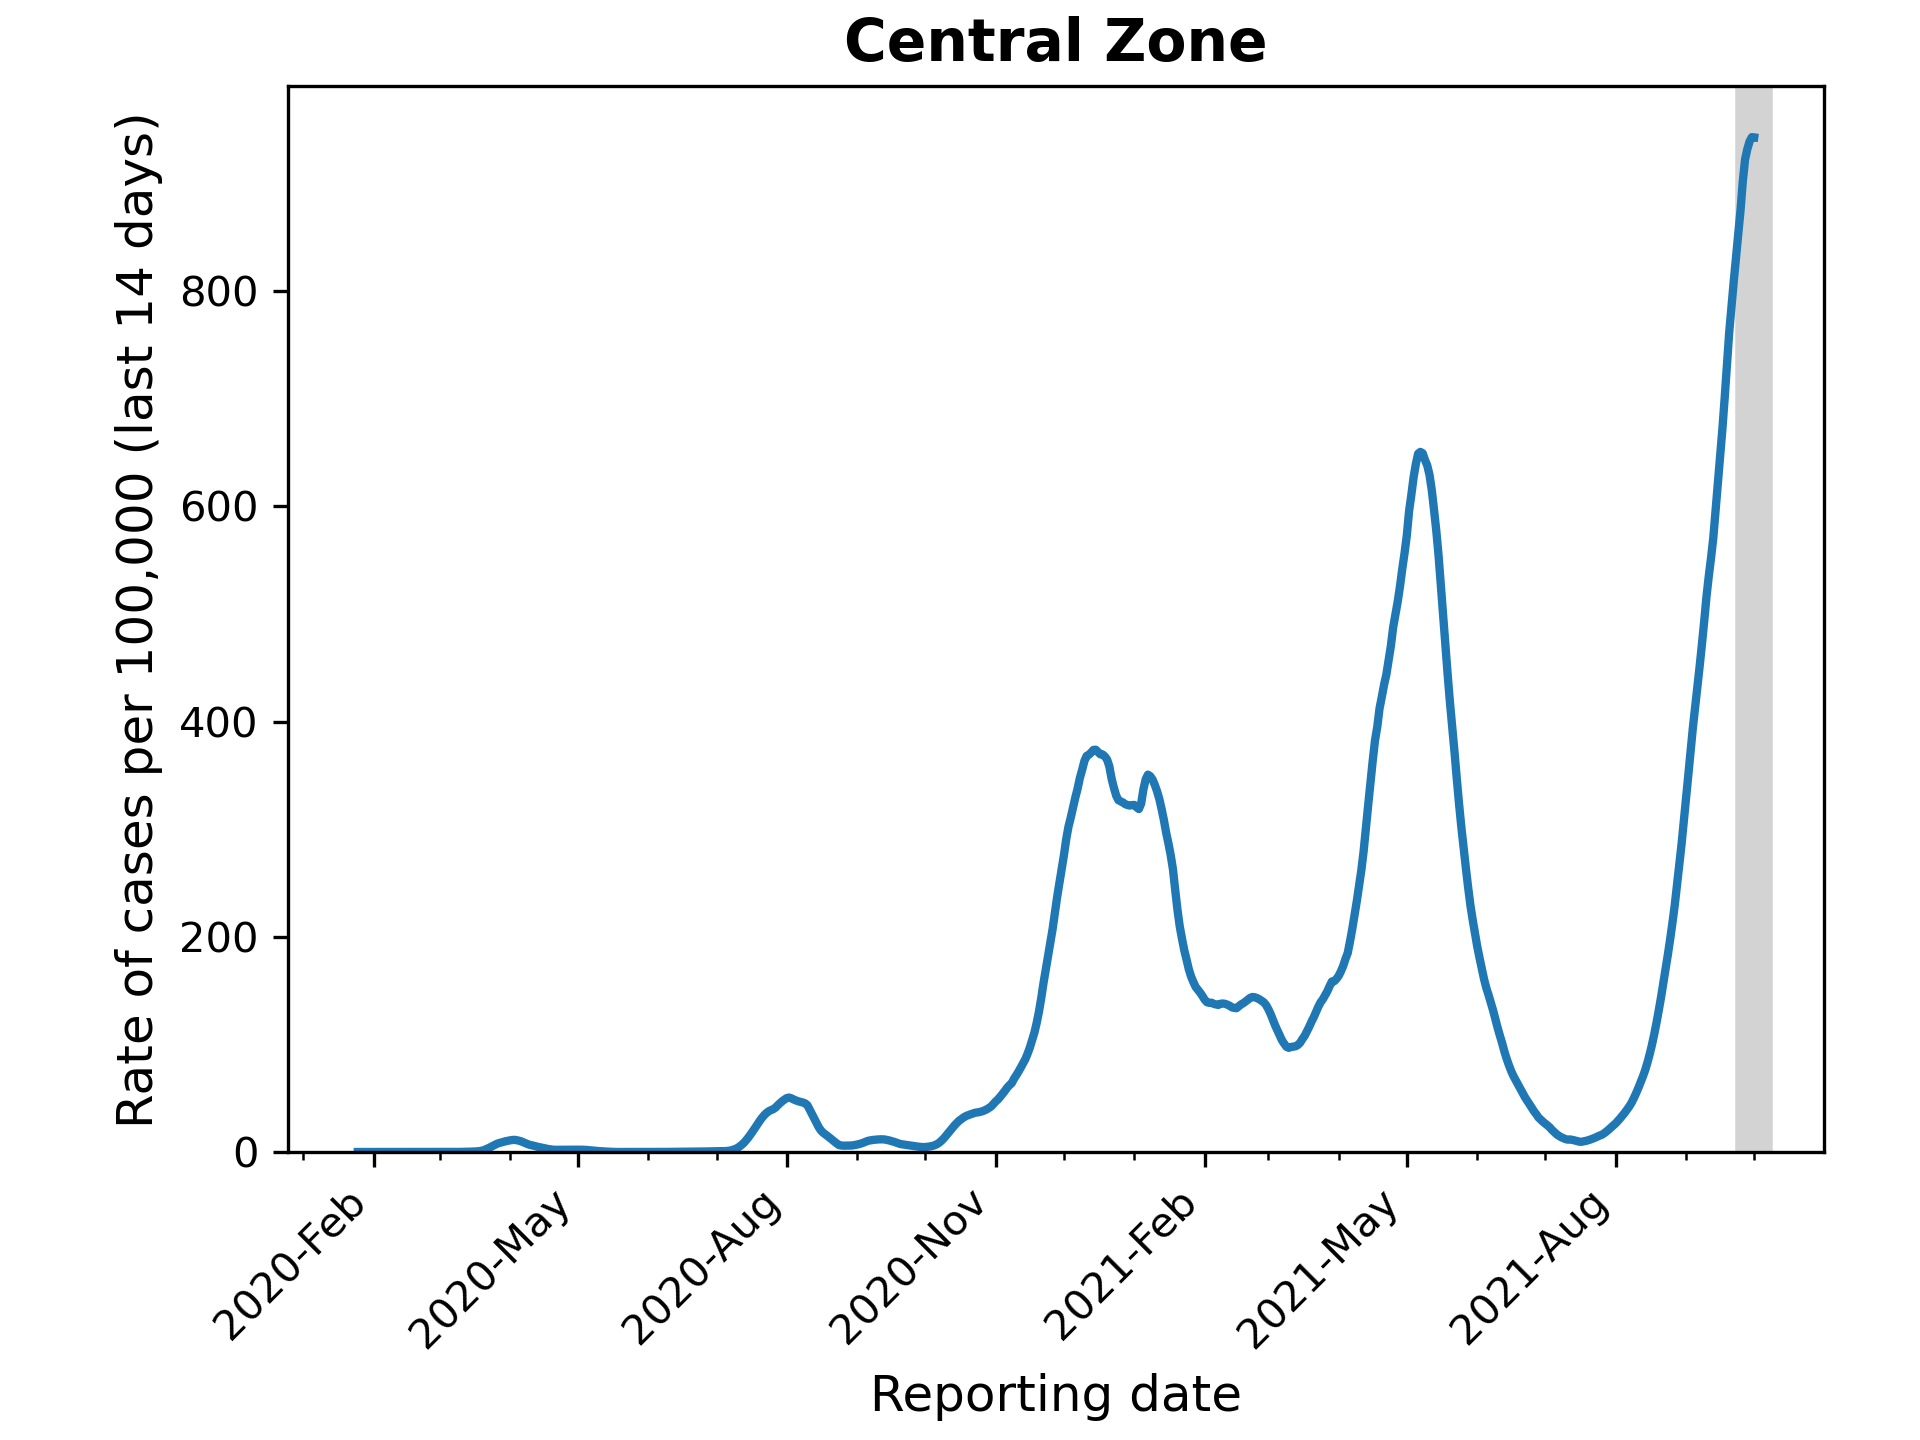 Central Zone
Rate of cases per 100,000 (last 14 days)
800
600
400
200
0
2020-Feb
2020-May
2020-Aug
2020-Nov
2021-Feb
2021-May
2021-Aug
Reporting date